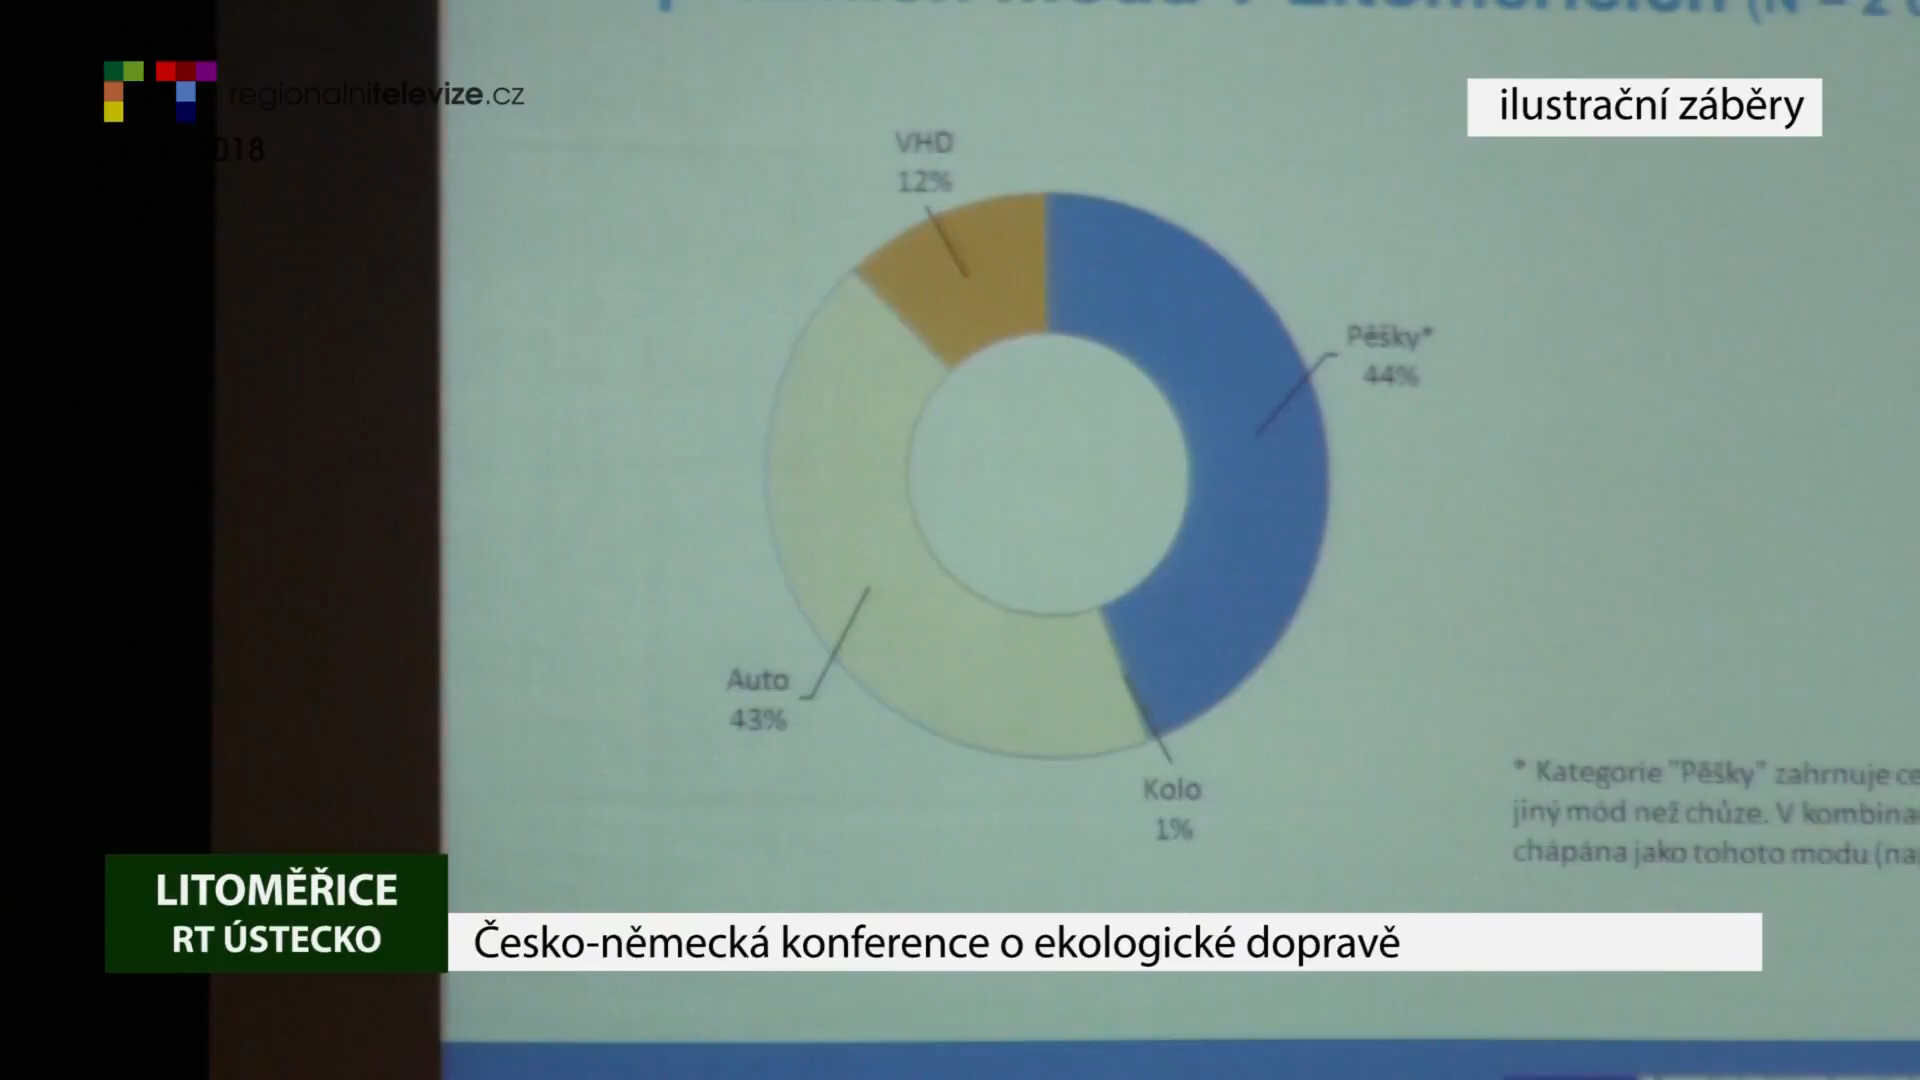 regionalnitelevize.cz
2018
ilustrační záběry
VHD
12%
Pěšky*
44%
Auto
43%
Kolo
1%
* Kategorie "Pěšky" zahrnuje
jiný mód než chůze. V
chápána jako tohoto modu
LITOMĚŘICE
RT ÚSTECKO
Česko-německá konference o ekologické dopravě